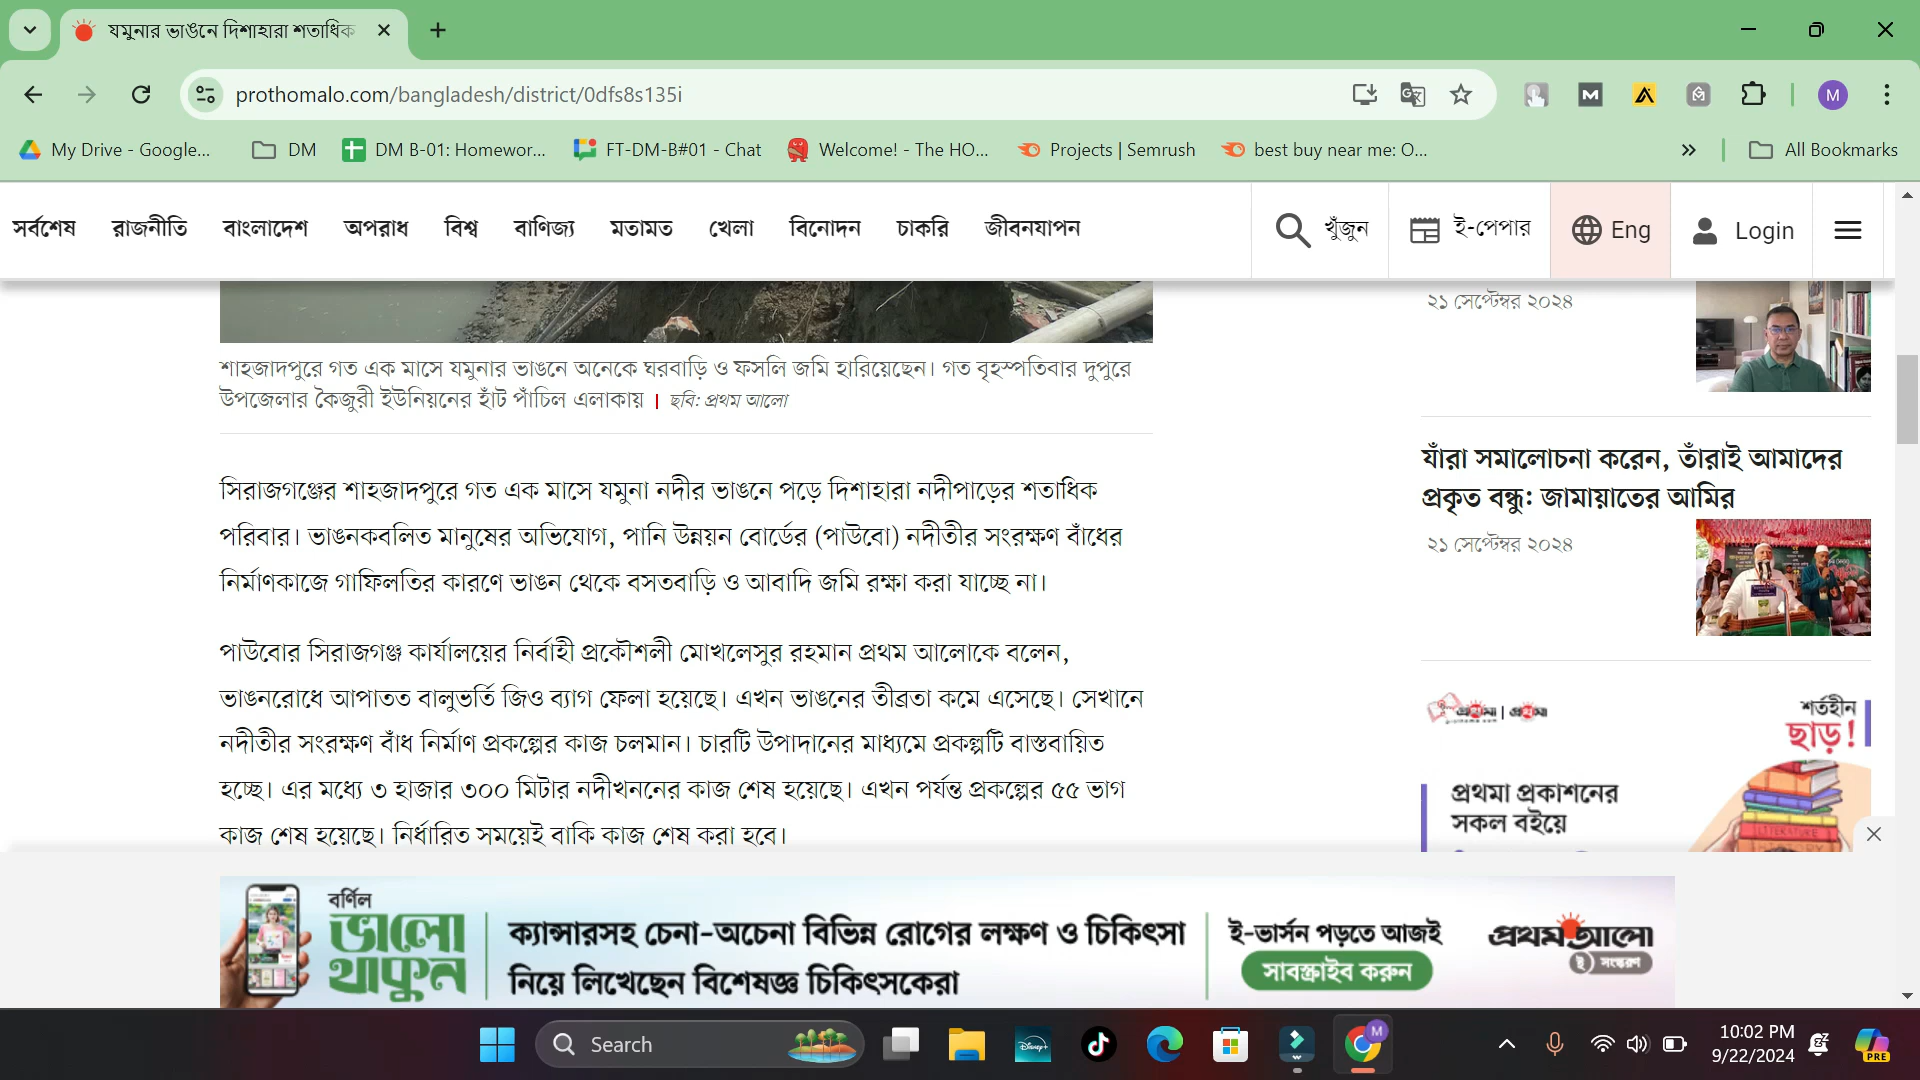 যমুনার ভাঙনে দিশাহারা শতাধিক
prothomalo.com/bangladesh/district/0dfs8s135i
M
My Drive - Google...
DM
DM B-01: Homewor...
FT-DM-B#01 - Chat
Welcome! - The HO...
Projects | Semrush
best buy near me: O...
All Bookmarks
সর্বশেষ রাজনীতি বাংলাদেশ অপরাধ বিশ্ব বাণিজ্য মতামত খেলা বিনোদন চাকরি জীবনযাপন
খুঁজুন
ই-পেপার
Eng
Login
শাহজাদপুরে গত এক মাসে যমুনার ভাঙনে অনেকে ঘরবাড়ি ও ফসলি জমি হারিয়েছেন। গত বৃহস্পতিবার দুপুরে
উপজেলার কৈজুরী ইউনিয়নের হাঁট পাঁচিল এলাকায় | ছবি: প্রথম আলো
সিরাজগঞ্জের শাহজাদপুরে গত এক মাসে যমুনা নদীর ভাঙনে পড়ে দিশাহারা নদীপাড়ের শতাধিক
পরিবার। ভাঙনকবলিত মানুষের অভিযোগ, পানি উন্নয়ন বোর্ডের (পাউবো) নদীতীর সংরক্ষণ বাঁধের
নির্মাণকাজে গাফিলতির কারণে ভাঙন থেকে বসতবাড়ি ও আবাদি জমি রক্ষা করা যাচ্ছে না।
পাউবোর সিরাজগঞ্জ কার্যালয়ের নির্বাহী প্রকৌশলী মোখলেসুর রহমান প্রথম আলোকে বলেন,
ভাঙনরোধে আপাতত বালুভর্তি জিও ব্যাগ ফেলা হয়েছে। এখন ভাঙনের তীব্রতা কমে এসেছে। সেখানে
নদীতীর সংরক্ষণ বাঁধ নির্মাণ প্রকল্পের কাজ চলমান। চারটি উপাদানের মাধ্যমে প্রকল্পটি বাস্তবায়িত
হচ্ছে। এর মধ্যে ৩ হাজার ৩০০ মিটার নদীখননের কাজ শেষ হয়েছে। এখন পর্যন্ত প্রকল্পের ৫৫ ভাগ
কাজ শেষ হয়েছে। নির্ধারিত সময়েই বাকি কাজ শেষ করা হবে।
২১ সেপ্টেম্বর ২০২৪
যাঁরা সমালোচনা করেন, তাঁরাই আমাদের
প্রকৃত বন্ধু: জামায়াতের আমির
২১ সেপ্টেম্বর ২০২৪
শর্তহীন
ছাড়!
প্রথমা প্রকাশনের
সকল বইয়ে
LITERATURE
বর্ণিল
ভালো
থাকুন
ক্যান্সারসহ চেনা-অচেনা বিভিন্ন রোগের লক্ষণ ও চিকিৎসা
নিয়ে লিখেছেন বিশেষজ্ঞ চিকিৎসকেরা
ই-ভার্সন পড়তে আজই
সাবস্ক্রাইব করুন
প্রথম আলো
ই সংস্করণ
Search
Disney+
M
10:02 PM
9/22/2024
PRE